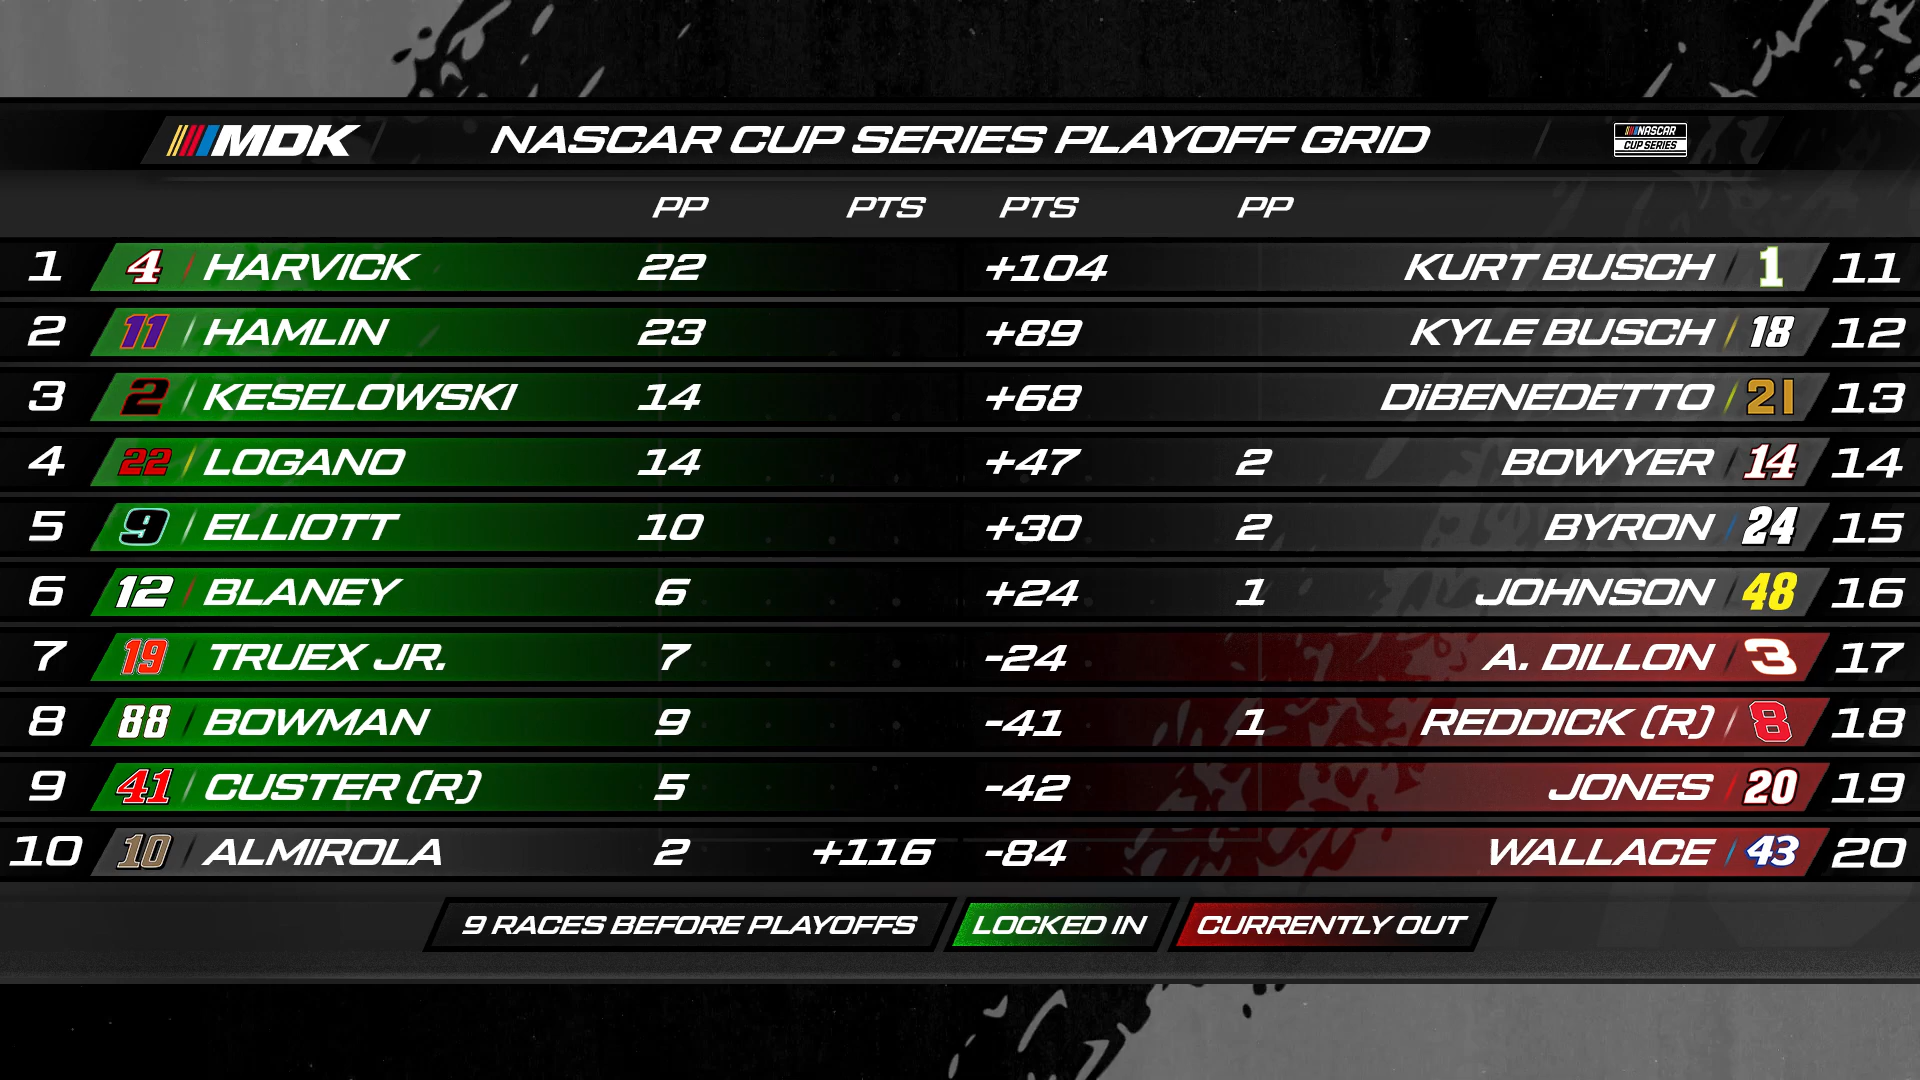 MDK NASCAR CUP SERIES PLAYOFF GRID NASCAR CUP SERIES
PP PTS PTS PP
1 4 HARVICK 22 +104 KURT BUSCH 1 11
2 11 HAMLIN 23 +89 KYLE BUSCH 18 12
3 2 KESELOWSKI 14 +68 DiBENEDETTO 21 13
4 22 LOGANO 14 +47 2 BOWYER 14 14
5 9 ELLIOTT 10 +30 2 BYRON 24 15
6 12 BLANEY 6 +24 1 JOHNSON 48 16
7 19 TRUEX JR. 7 -24 A. DILLON 3 17
8 88 BOWMAN 9 -41 1 REDDICK (R) 8 18
9 41 CUSTER (R) 5 -42 JONES 20 19
10 10 ALMIROLA 2 +116 -84 WALLACE 43 20
9 RACES BEFORE PLAYOFFS LOCKED IN CURRENTLY OUT